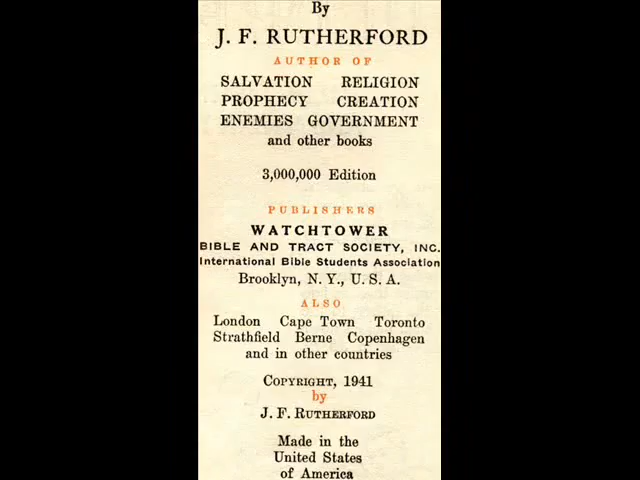 By
J. F. RUTHERFORD
AUTHOR OF
SALVATION RELIGION
PROPHECY CREATION
ENEMIES GOVERNMENT
and other books
3,000,000 Edition
PUBLISHERS
WATCHTOWER
BIBLE AND TRACT SOCIETY, INC.
International Bible Students Association
Brooklyn, N. Y., U. S. A.
ALSO
London Cape Town Toronto
Strathfield Berne Copenhagen
and in other countries
COPYRIGHT, 1941
by
J. F. RUTHERFORD
Made in the
United States
of America